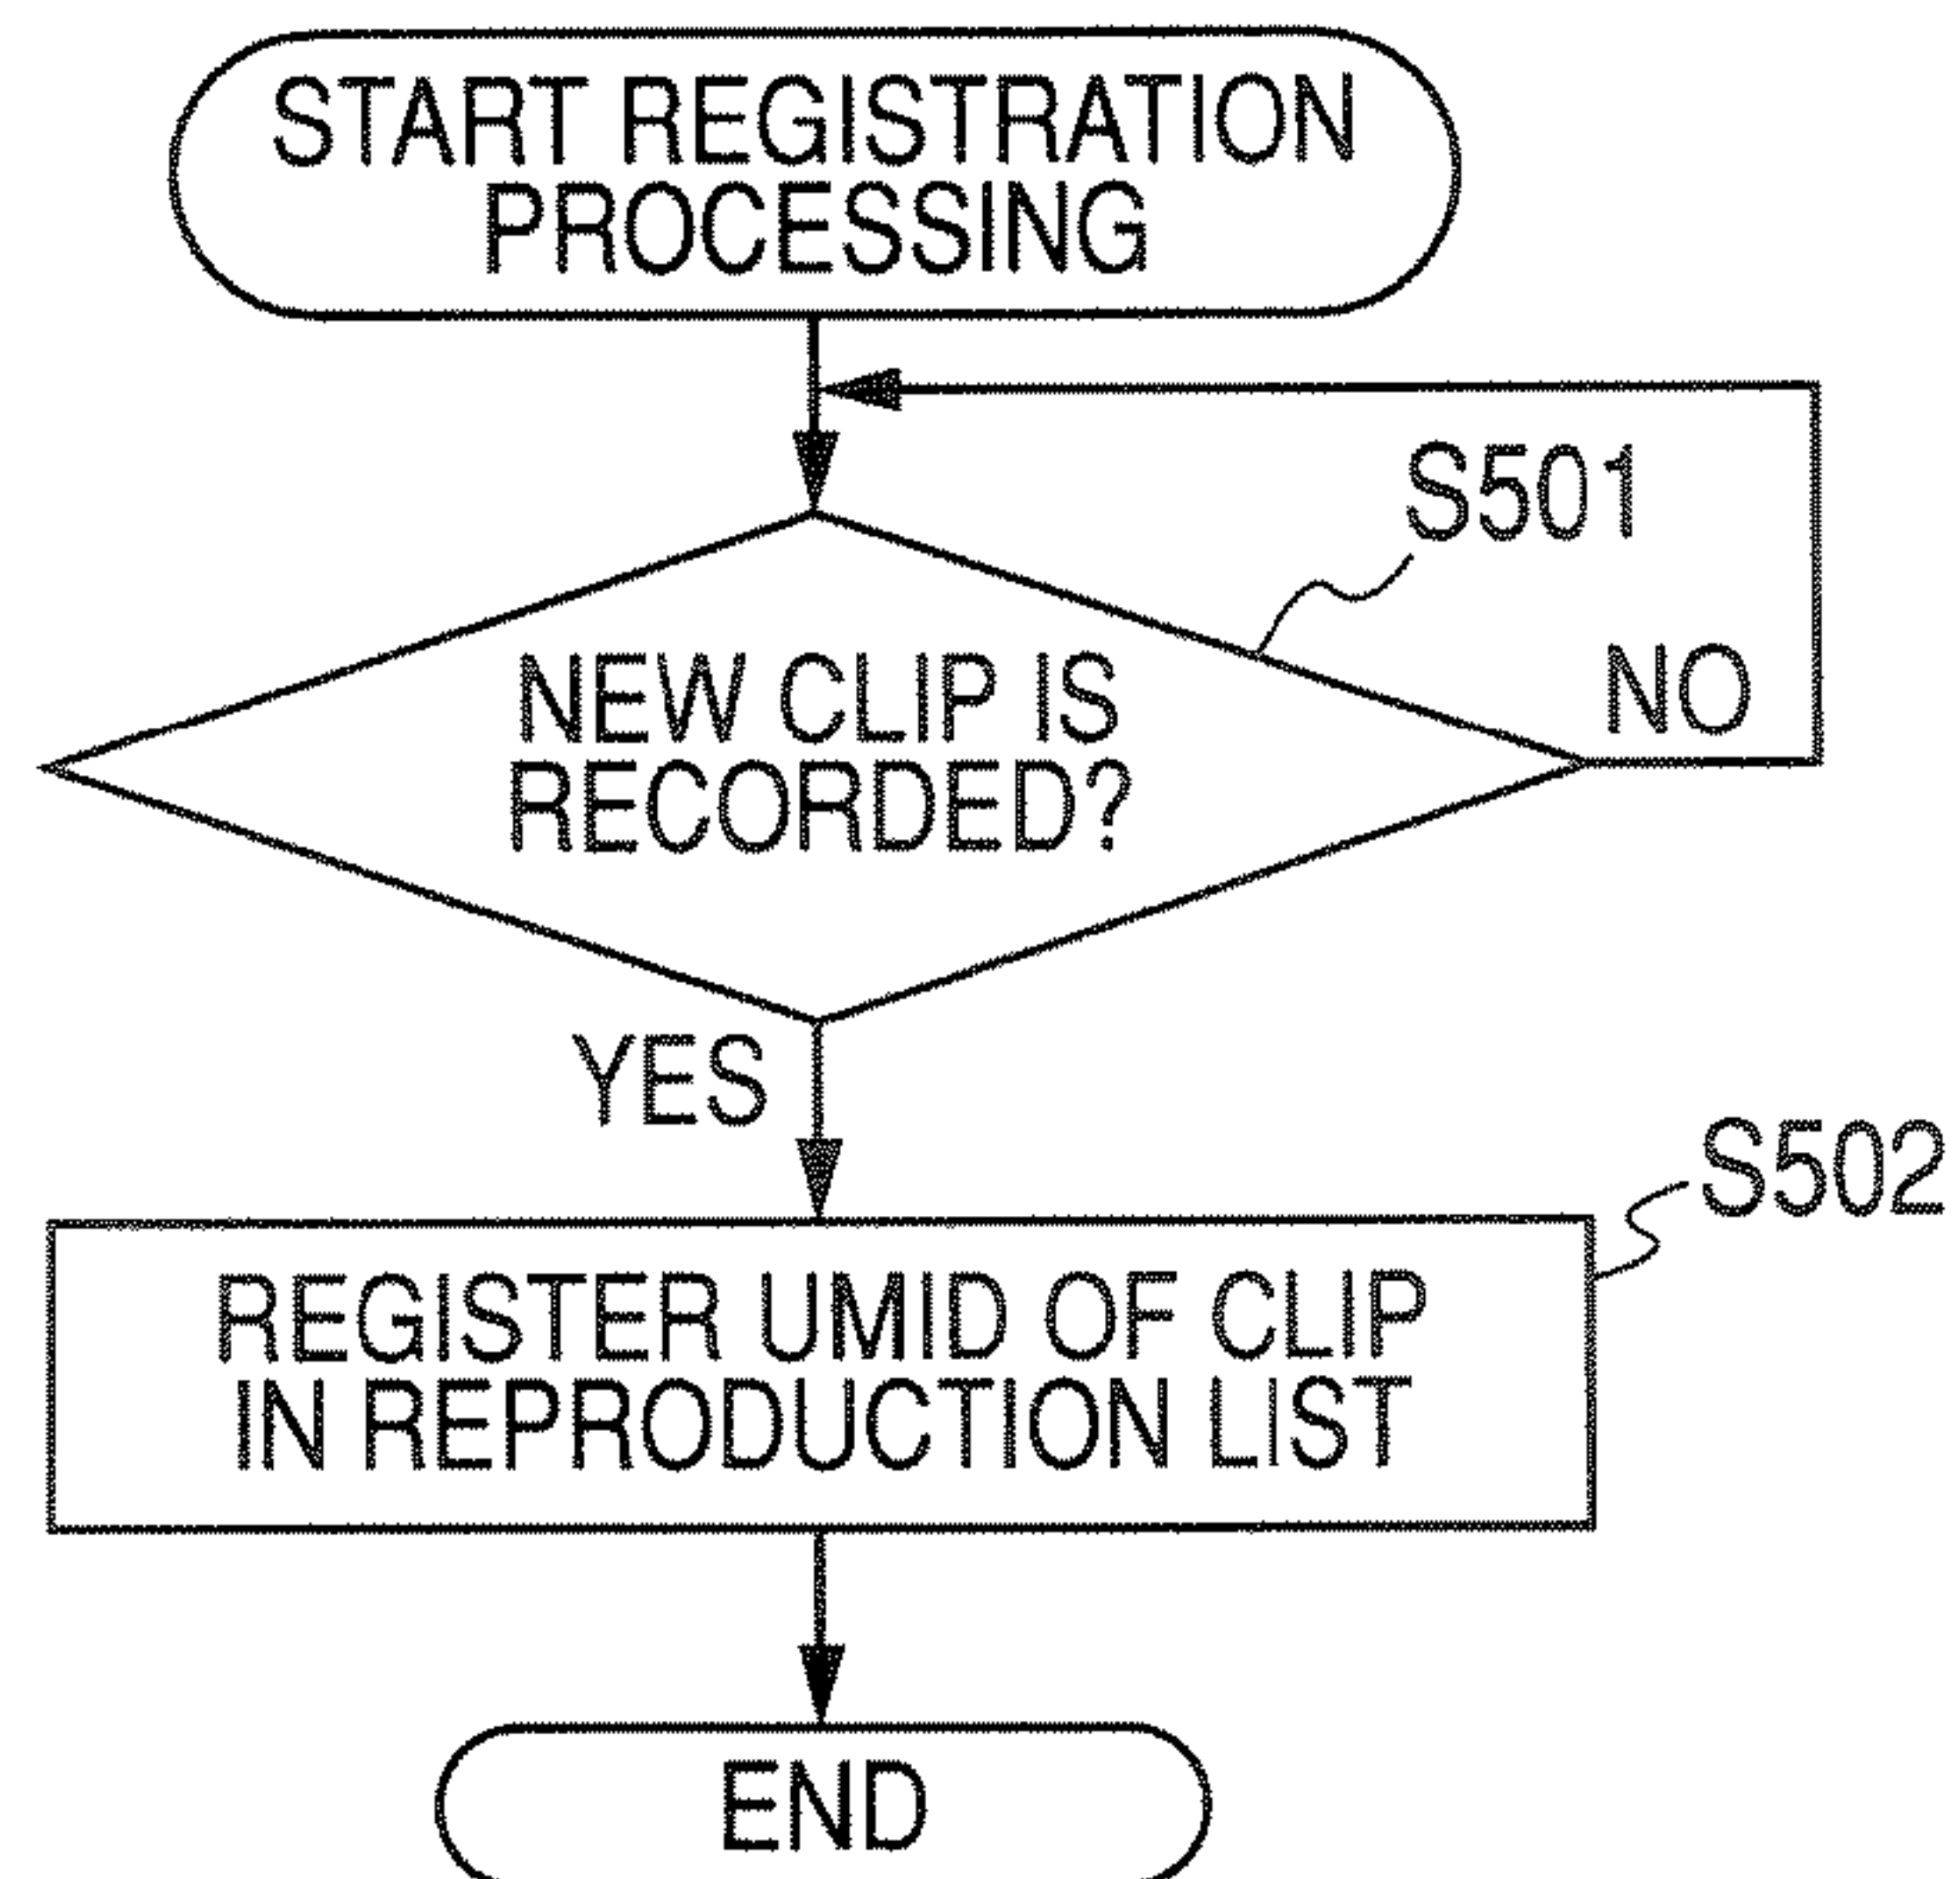 START REGISTRATION
PROCESSING
S501
NEW CLIP IS
RECORDED?
NO
YES
S502
REGISTER UMID OF CLIP
IN REPRODUCTION LIST
END